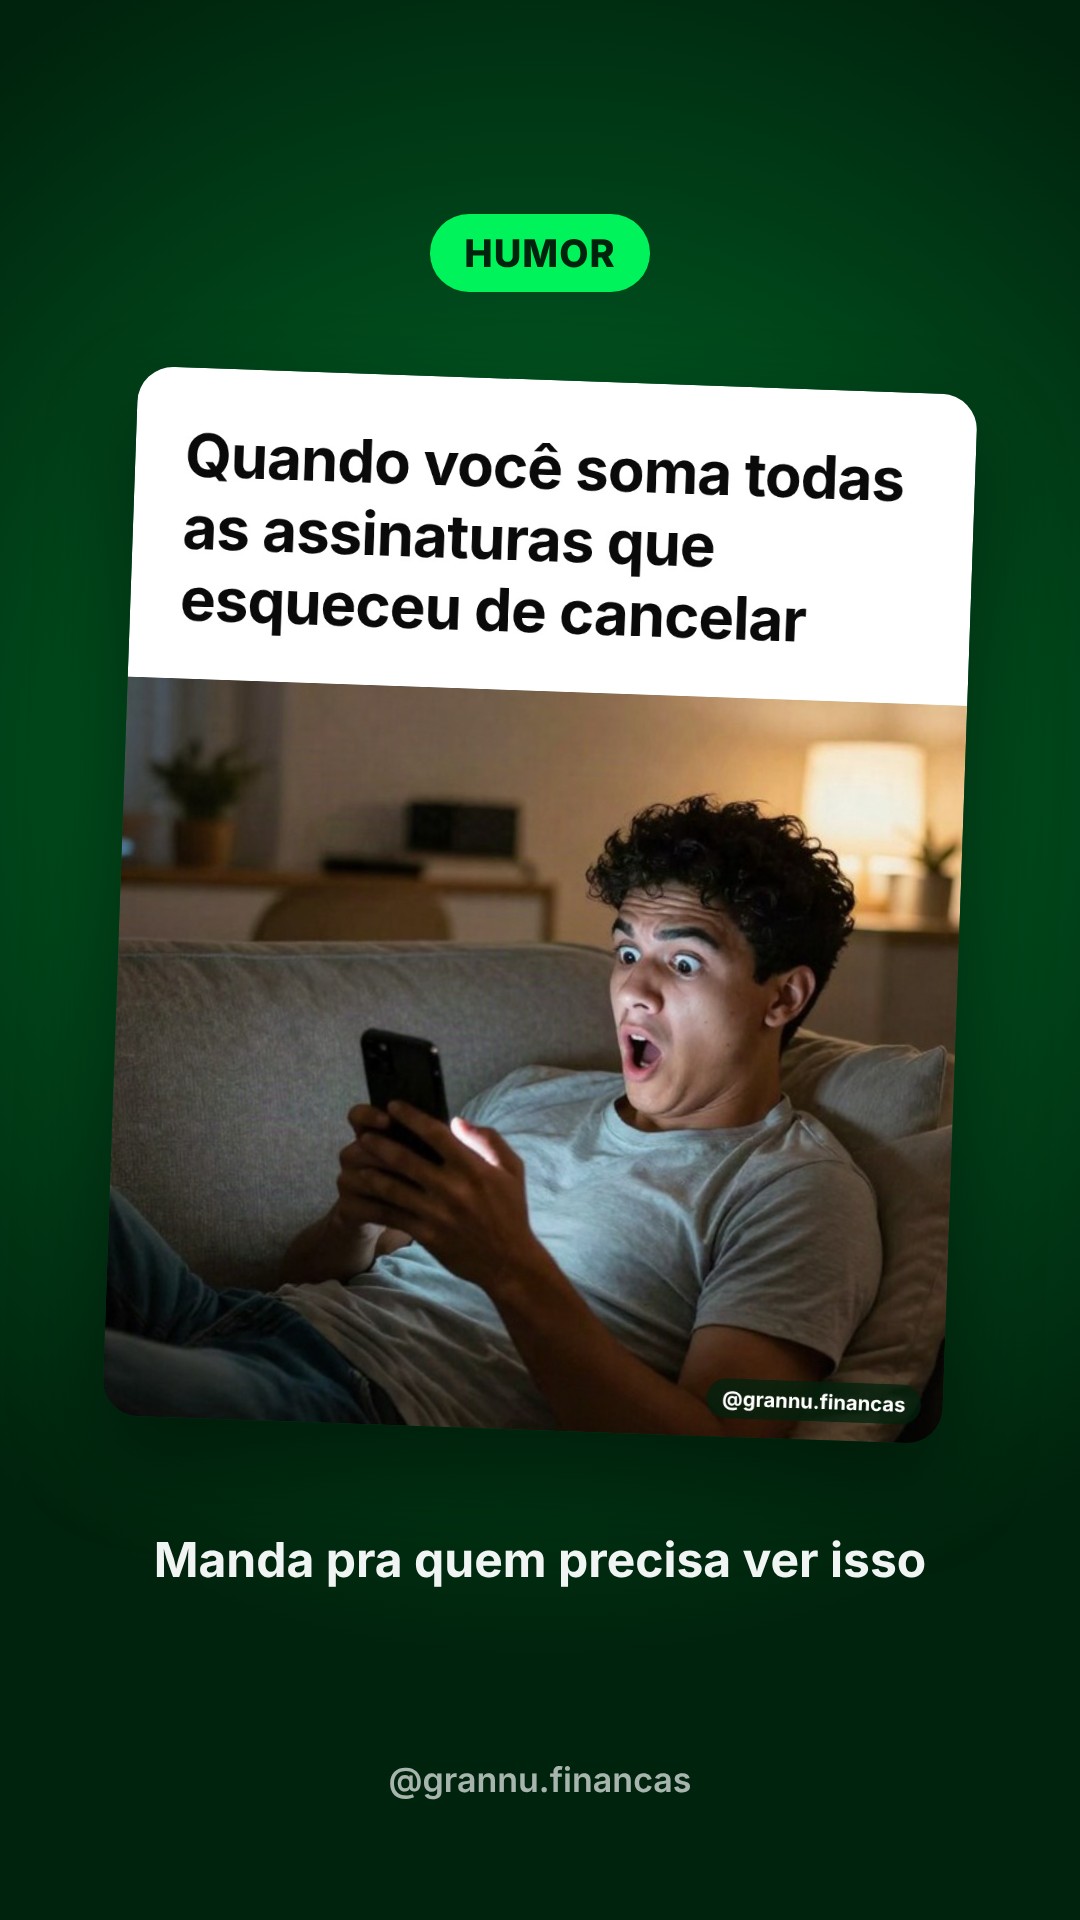 HUMOR
Quando você soma todas
as assinaturas que
esqueceu de cancelar
@grannu.financas
Manda pra quem precisa ver isso
@grannu.financas